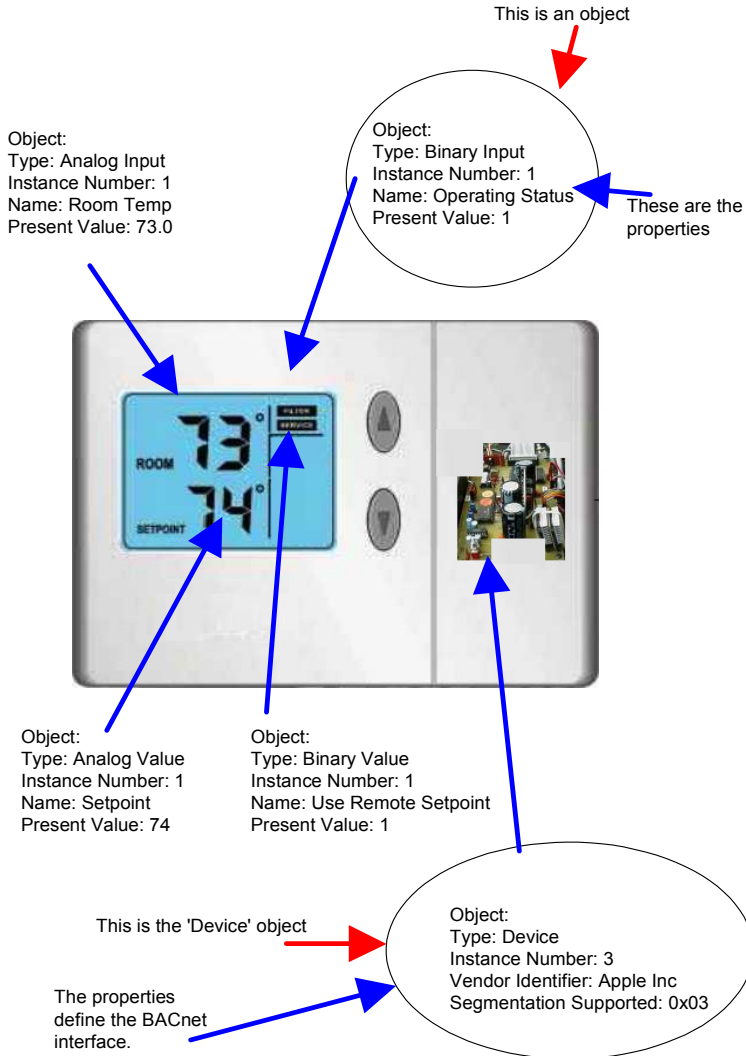 This is an object
Object:
Type: Analog Input
Instance Number: 1
Name: Room Temp
Present Value: 73.0
Object:
Type: Binary Input
Instance Number: 1
Name: Operating Status
Present Value: 1
These are the
properties
73°
ROOM
FILTER
SERVICE
74°
SETPOINT
Object:
Type: Analog Value
Instance Number: 1
Name: Setpoint
Present Value: 74
Object:
Type: Binary Value
Instance Number: 1
Name: Use Remote Setpoint
Present Value: 1
This is the 'Device' object
Object:
Type: Device
Instance Number: 3
Vendor Identifier: Apple Inc
Segmentation Supported: 0x03
The properties
define the BACnet
interface.